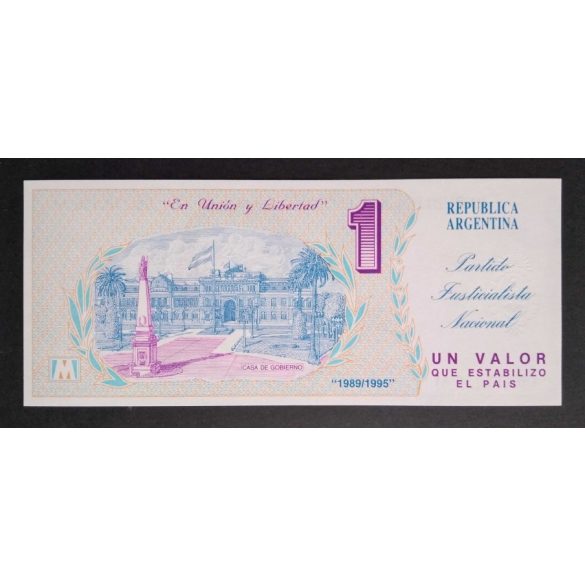 "En Unión y Libertad"
1
REPUBLICA
ARGENTINA
Partido
Justicialista
Nacional
UN VALOR
QUE ESTABILIZO
EL PAIS
CASA DE GOBIERNO
"1989/1995"
M